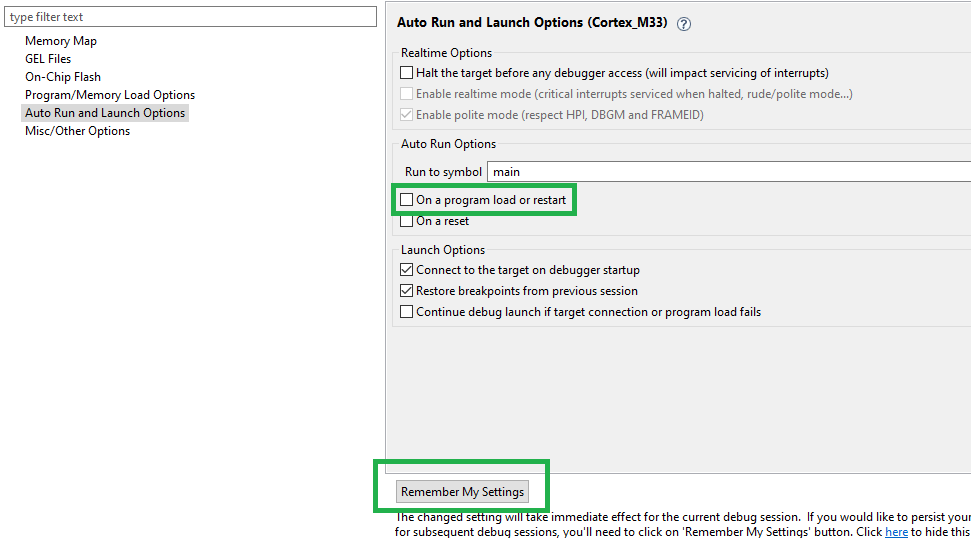 type filter text
Memory Map
GEL Files
On-Chip Flash
Program/Memory Load Options
Auto Run and Launch Options
Misc/Other Options
Auto Run and Launch Options (Cortex_M33) ?
Realtime Options
Halt the target before any debugger access (will impact servicing of interrupts)
Enable realtime mode (critical interrupts serviced when halted, rude/polite mode...)
Enable polite mode (respect HPI, DBGM and FRAMEID)
Auto Run Options
Run to symbol main
On a program load or restart
On a reset
Launch Options
Connect to the target on debugger startup
Restore breakpoints from previous session
Continue debug launch if target connection or program load fails
Remember My Settings
The changed setting will take immediate effect for the current debug session. If you would like to persist your
for subsequent debug sessions, you'll need to click on 'Remember My Settings' button. Click here to hide this